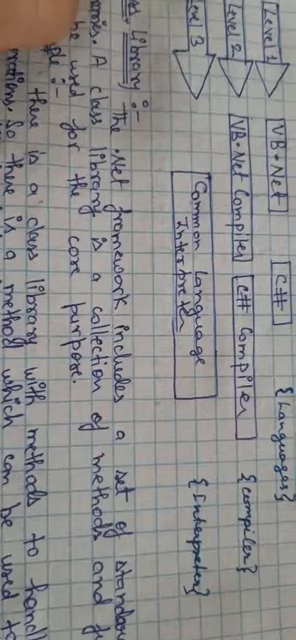 Level 1 VB.Net C# {Languages}
Level 2 VB.Net Compiler C# Compiler {compiler}
Level 3 Common Language Interpreter {Interpreter}
Library :- The .Net framework includes a set of standard
A class library is a collection of methods and
be used for the core purpose.
there is a class library with methods to handle
So there is a method which can be used to